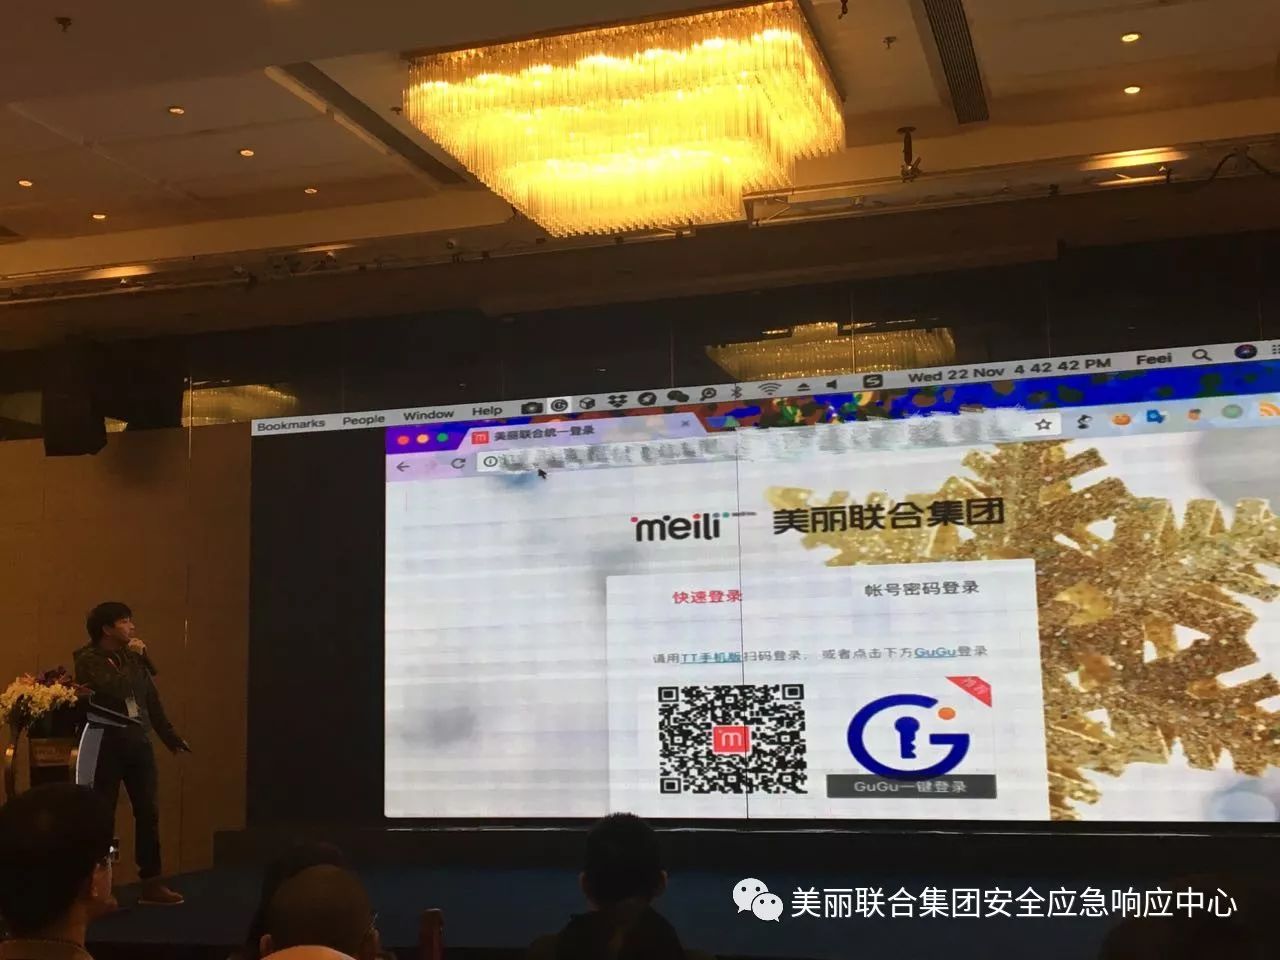 Bookmarks People Window Help Wed 22 Nov 4 42 42 PM Feei
美丽联合统一登录
meili 美丽联合集团
快速登录 帐号密码登录
请用TT手机版扫码登录，或者点击下方GuGu登录
推荐
GuGu一键登录
美丽联合集团安全应急响应中心